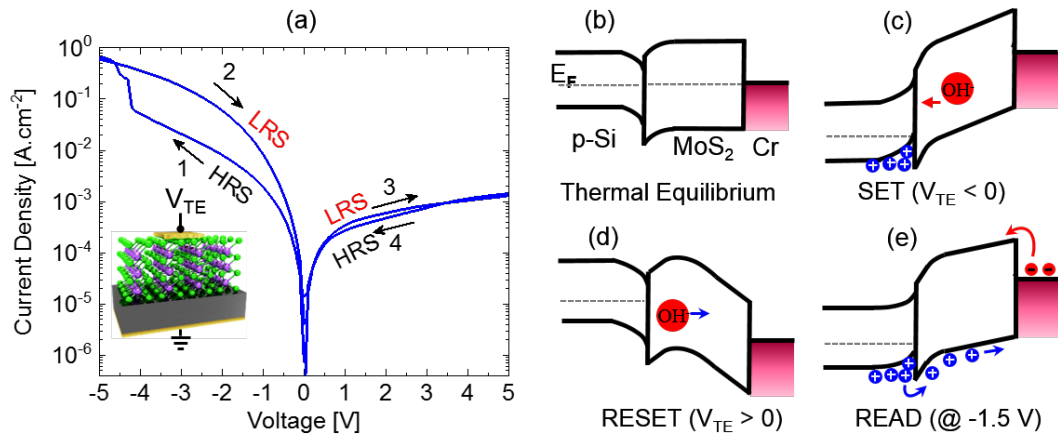 (a)
10⁰
10⁻¹
10⁻²
10⁻³
10⁻⁴
10⁻⁵
10⁻⁶
Current Density [A.cm⁻²]
-5 -4 -3 -2 -1 0 1 2 3 4 5
Voltage [V]
2
LRS
1
HRS
V_TE
LRS
3
HRS
4
(b)
E_F
p-Si
MoS₂
Cr
Thermal Equilibrium
(c)
OH⁻
+ + + +
SET (V_TE < 0)
(d)
OH⁻
RESET (V_TE > 0)
(e)
- -
+ + + + + + + +
READ (@ -1.5 V)